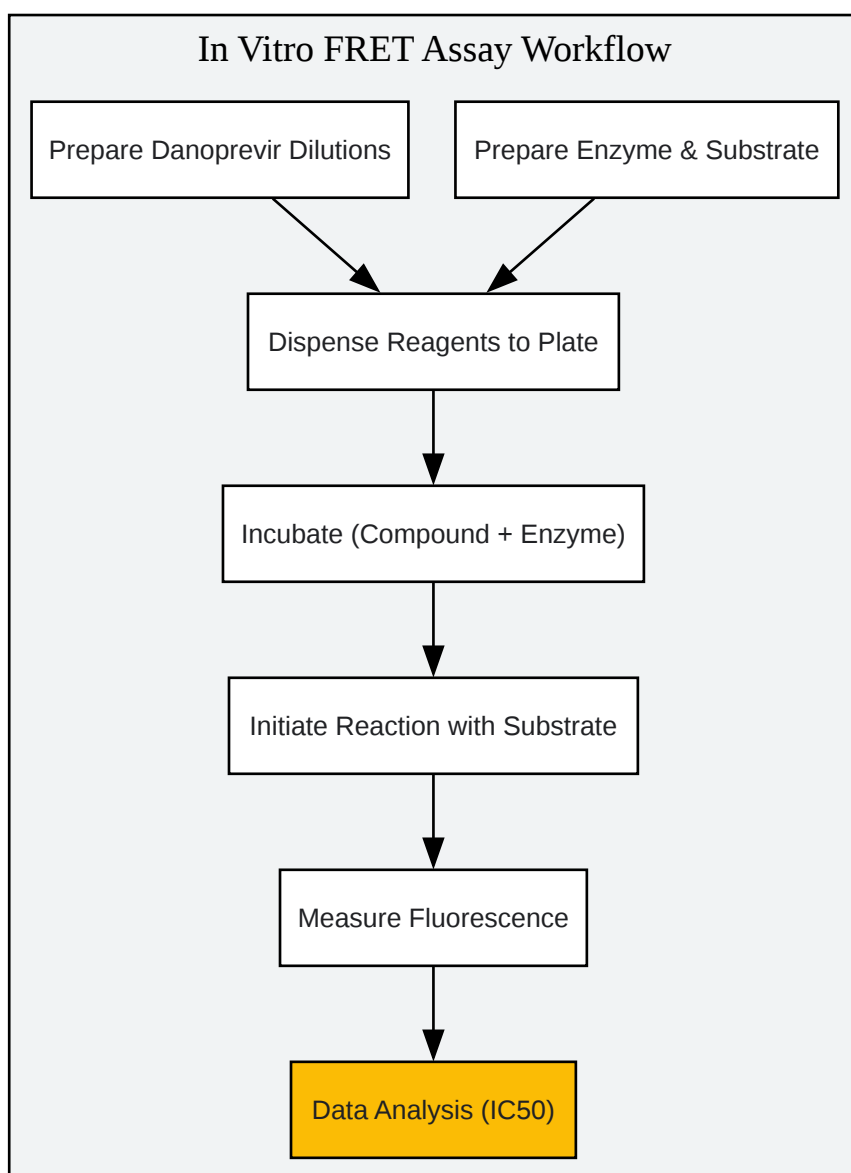 In Vitro FRET Assay Workflow
Prepare Danoprevir Dilutions
Prepare Enzyme & Substrate
Dispense Reagents to Plate
Incubate (Compound + Enzyme)
Initiate Reaction with Substrate
Measure Fluorescence
Data Analysis (IC50)